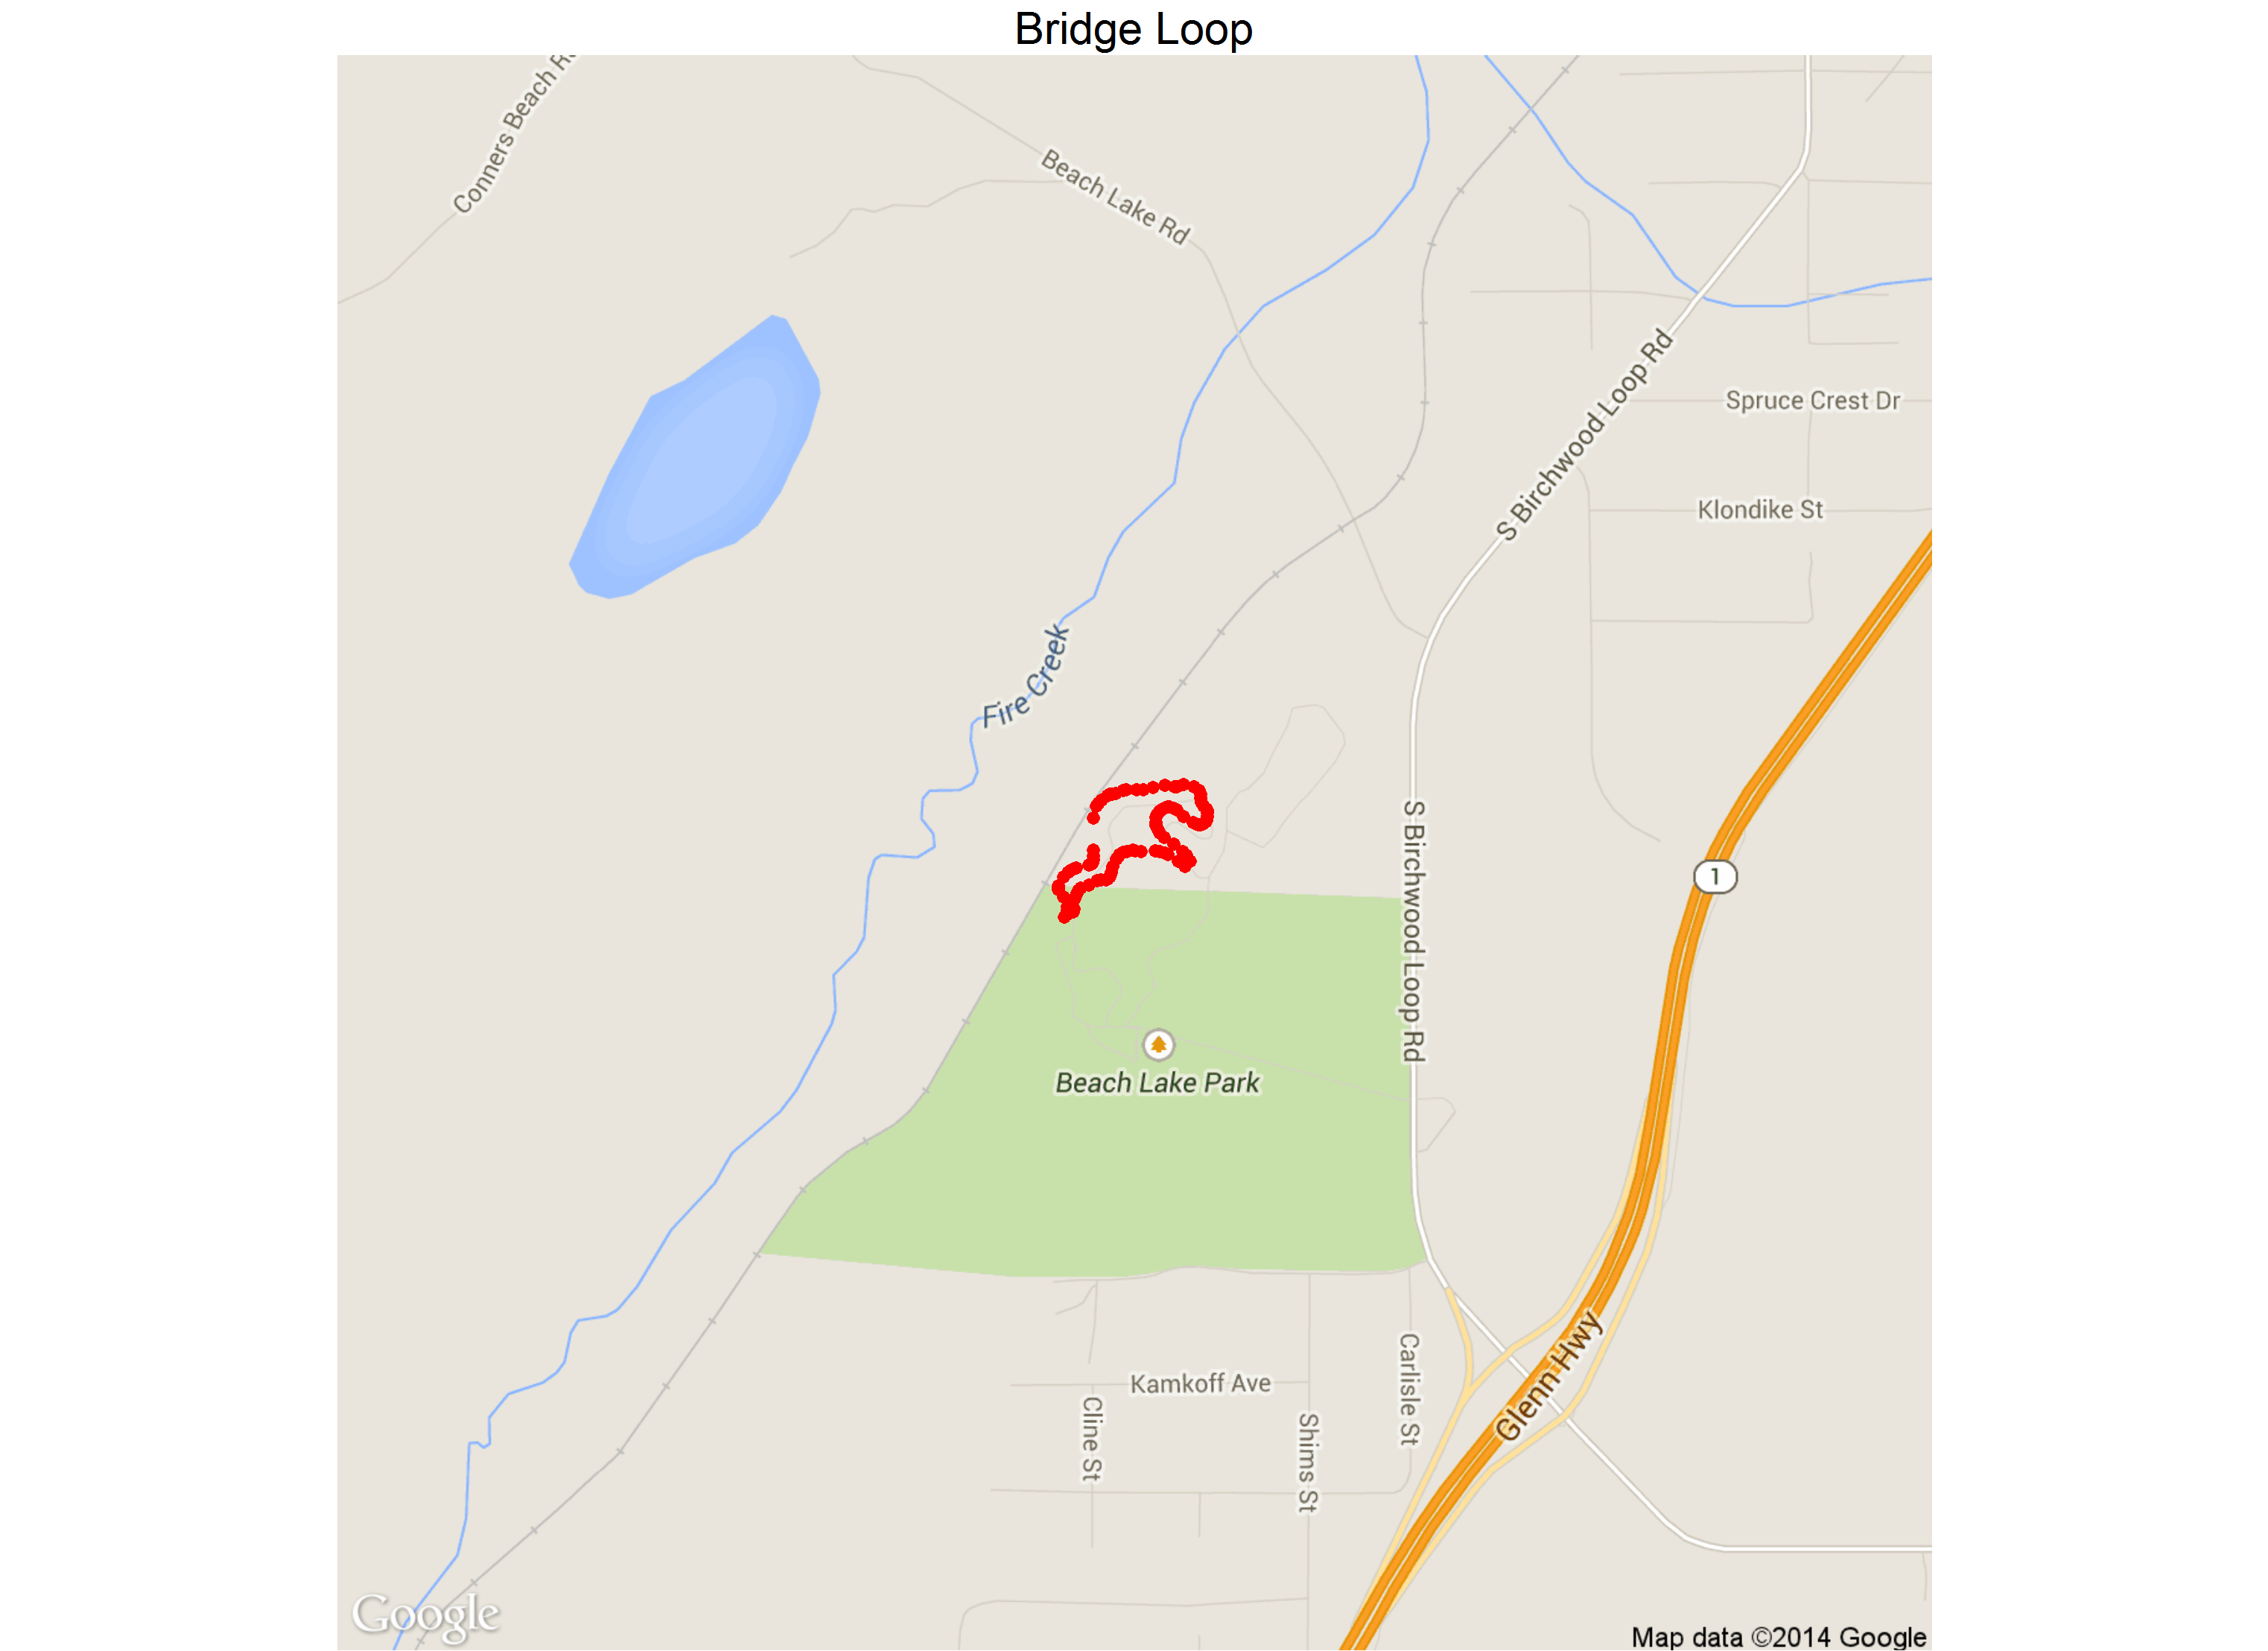 Bridge Loop
Conners Beach Rd
Beach Lake Rd
S Birchwood Loop Rd
Spruce Crest Dr
Klondike St
Fire Creek
S Birchwood Loop Rd
1
Beach Lake Park
Glenn Hwy
Carlisle St
Kamkoff Ave
Cline St
Shims St
Google
Map data ©2014 Google